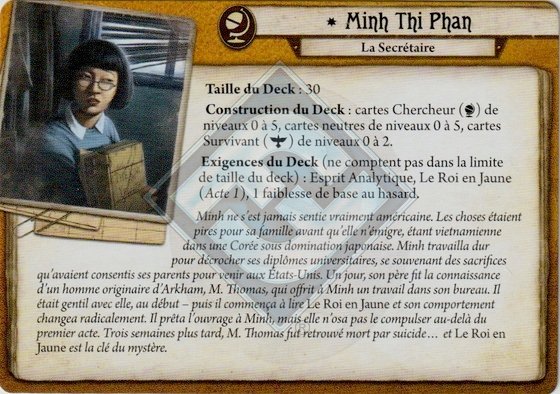 Minh Thi Phan
La Secrétaire
Taille du Deck : 30
Construction du Deck : cartes Chercheur () de
niveaux 0 à 5, cartes neutres de niveaux 0 à 5, cartes
Survivant () de niveaux 0 à 2.
Exigences du Deck (ne comptent pas dans la limite
de taille du deck) : Esprit Analytique, Le Roi en Jaune
(Acte 1), 1 faiblesse de base au hasard.
Minh ne s'est jamais sentie vraiment américaine. Les choses étaient
pires pour sa famille avant qu'elle n'émigre, étant vietnamienne
dans une Corée sous domination japonaise. Minh travailla dur
pour décrocher ses diplômes universitaires, se souvenant des sacrifices
qu'avaient consentis ses parents pour venir aux États-Unis. Un jour, son père fit la connaissance
d'un homme originaire d'Arkham, M. Thomas, qui offrit à Minh un travail dans son bureau. Il
était gentil avec elle, au début – puis il commença à lire Le Roi en Jaune et son comportement
changea radicalement. Il prêta l'ouvrage à Minh, mais elle n'osa pas le compulser au-delà du
premier acte. Trois semaines plus tard, M. Thomas fut retrouvé mort par suicide… et Le Roi en
Jaune est la clé du mystère.